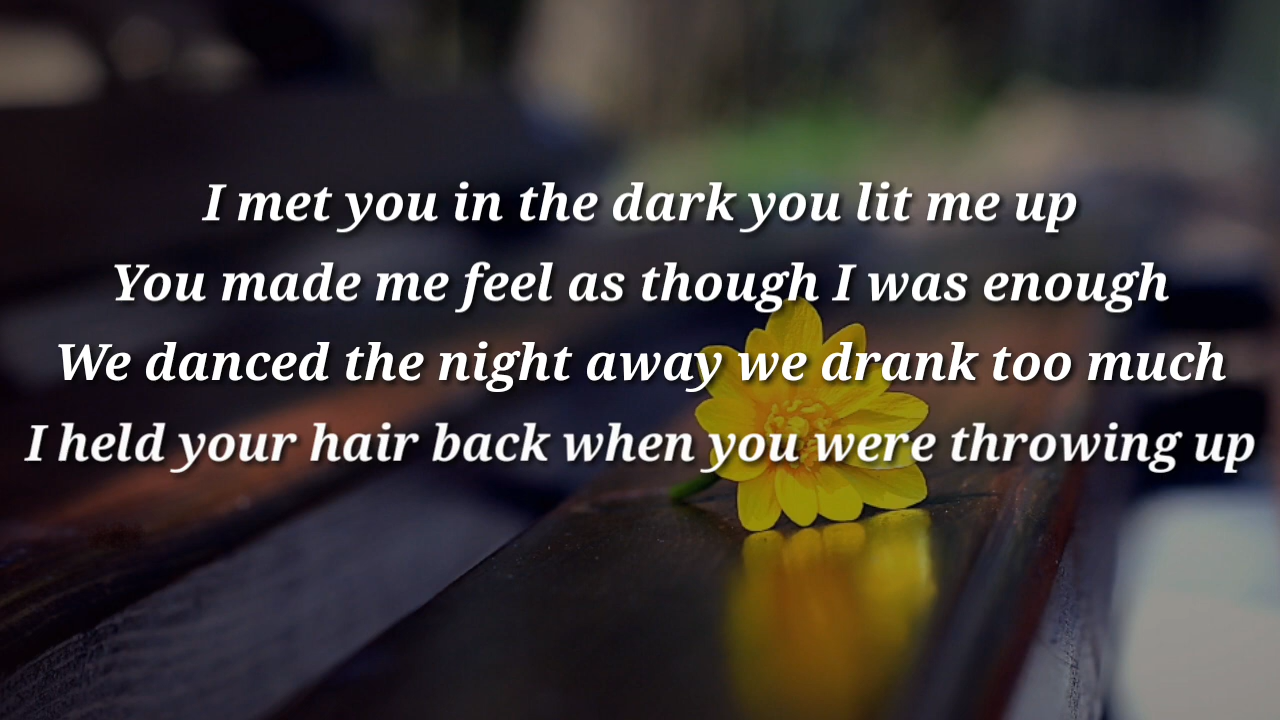 I met you in the dark you lit me up
You made me feel as though I was enough
We danced the night away we drank too much
I held your hair back when you were throwing up